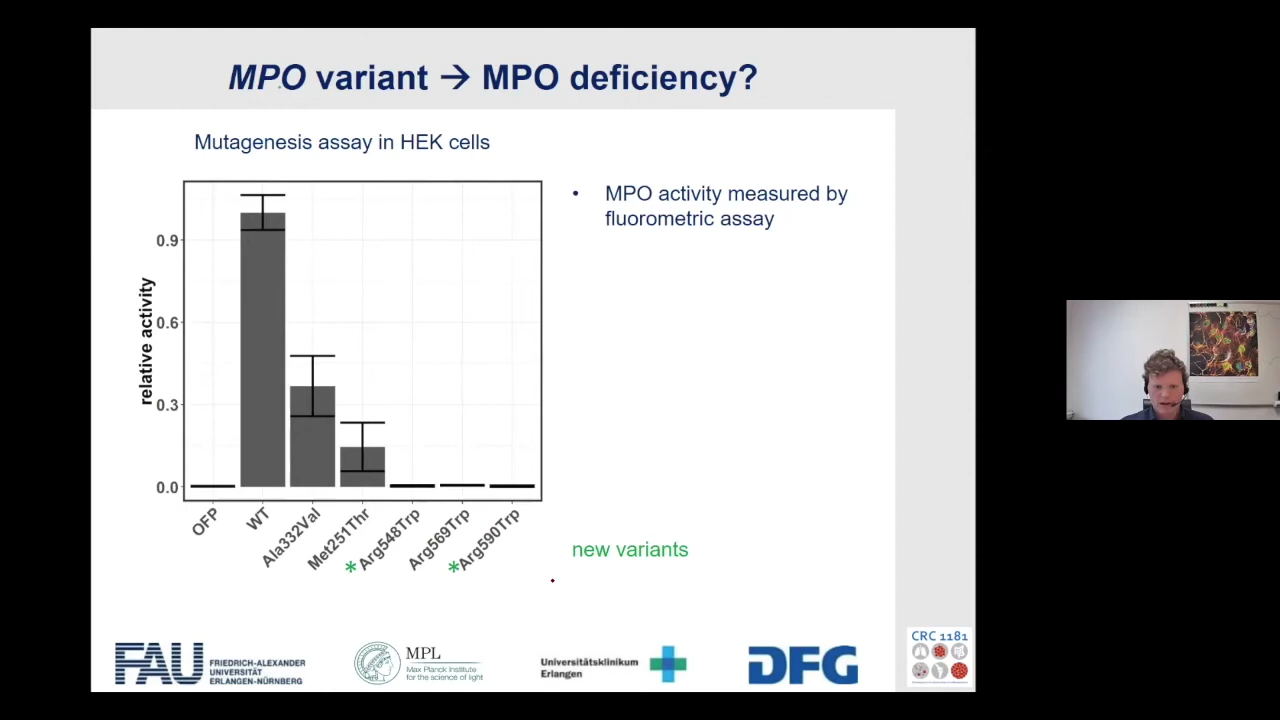 MPO variant → MPO deficiency?
Mutagenesis assay in HEK cells
relative activity
0.9
0.6
0.3
0.0
OFP
WT
Ala332Val
Met251Thr
*Arg548Trp
Arg569Trp
*Arg590Trp
• MPO activity measured by
fluorometric assay
new variants
FAU
FRIEDRICH-ALEXANDER
UNIVERSITÄT
ERLANGEN-NÜRNBERG
MPL
Max Planck Institute
for the science of light
Universitätsklinikum
Erlangen
DFG
CRC 1181